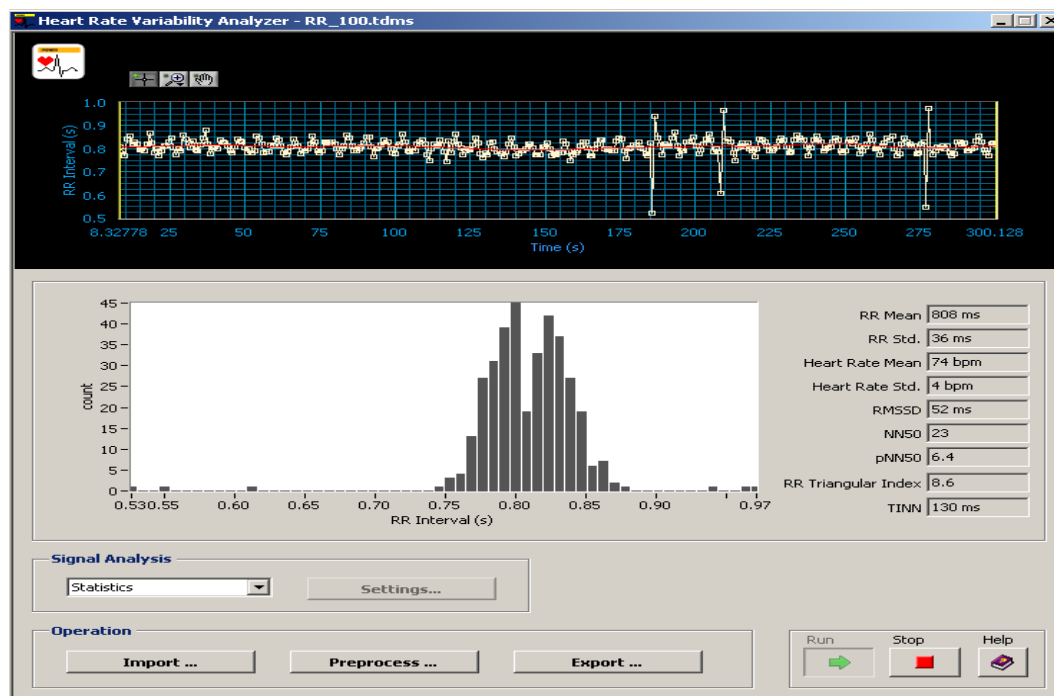 Heart Rate Variability Analyzer - RR_100.tdms
1.0
0.9
0.8
0.7
0.6
0.5
RR Interval(s)
8.32778 25 50 75 100 125 150 175 200 225 250 275 300.128
Time (s)
45
40
35
30
25
20
15
10
5
0
count
0.53 0.55 0.60 0.65 0.70 0.75 0.80 0.85 0.90 0.97
RR Interval (s)
RR Mean 808 ms
RR Std. 36 ms
Heart Rate Mean 74 bpm
Heart Rate Std. 4 bpm
RMSSD 52 ms
NN50 23
pNN50 6.4
RR Triangular Index 8.6
TINN 130 ms
Signal Analysis
Statistics Settings...
Operation
Import ... Preprocess ... Export ...
Run Stop Help